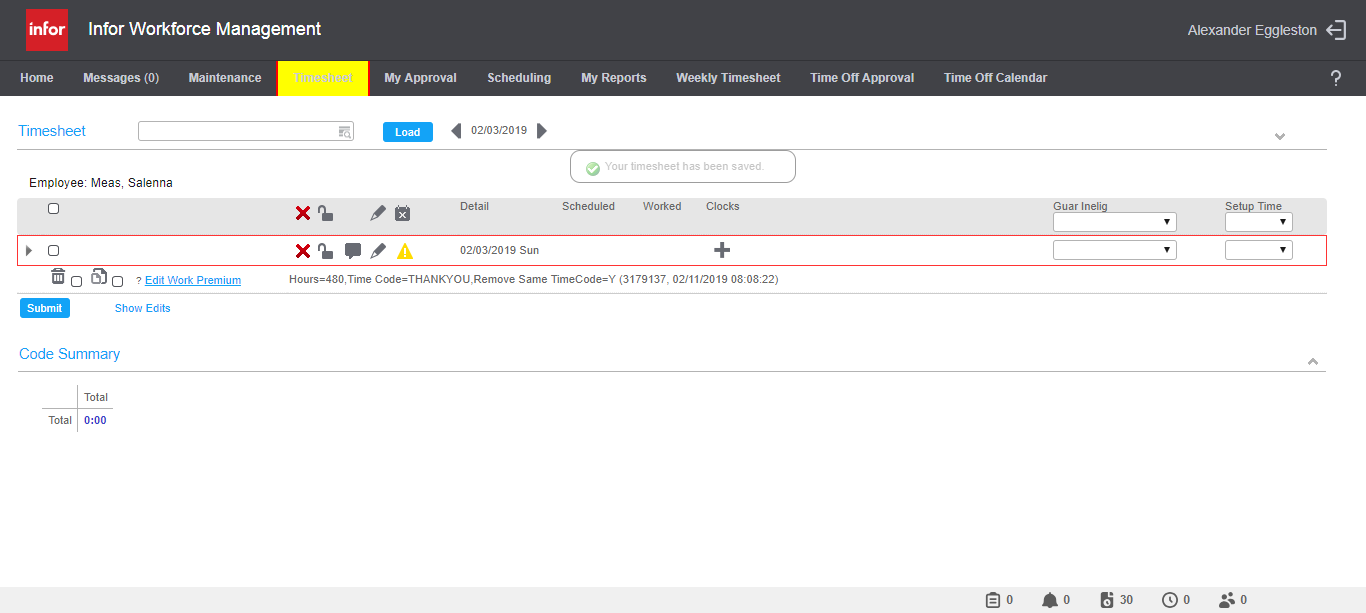 infor Infor Workforce Management Alexander Eggleston
Home Messages (0) Maintenance Timesheet My Approval Scheduling My Reports Weekly Timesheet Time Off Approval Time Off Calendar ?
Timesheet Load 02/03/2019
Your timesheet has been saved.
Employee: Meas, Salenna
Detail Scheduled Worked Clocks Guar Inelig Setup Time
02/03/2019 Sun
? Edit Work Premium Hours=480,Time Code=THANKYOU,Remove Same TimeCode=Y (3179137, 02/11/2019 08:08:22)
Submit Show Edits
Code Summary
Total
Total 0:00
0 0 30 0 0